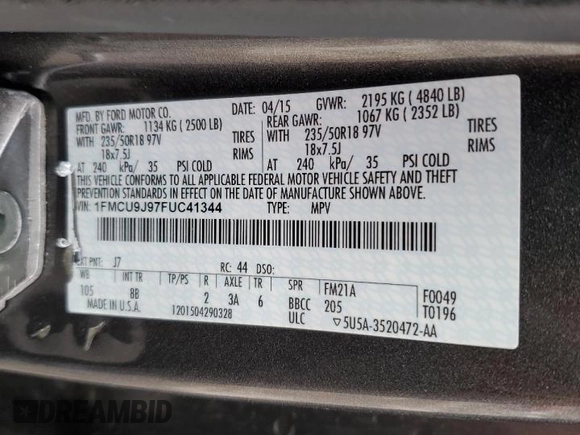 MFD. BY FORD MOTOR CO.
DATE: 04/15 GVWR: 2195 KG ( 4840 LB)
FRONT GAWR: 1134 KG ( 2500 LB) REAR GAWR: 1067 KG ( 2352 LB)
WITH 235/50R18 97V TIRES WITH 235/50R18 97V TIRES
18x7.5J RIMS 18x7.5J RIMS
AT 240 kPa/ 35 PSI COLD AT 240 kPa/ 35 PSI COLD
THIS VEHICLE CONFORMS TO ALL APPLICABLE FEDERAL MOTOR VEHICLE SAFETY AND THEFT
PREVENTION STANDARDS IN EFFECT ON THE DATE OF MANUFACTURE SHOWN ABOVE.
VIN: 1FMCU9J97FUC41344 TYPE: MPV
EXT PNT: J7 RC: 44 DSO:
WB INT TR TP/PS R AXLE TR SPR FM21A F0049
105 8B 2 3A 6 BBCC 205 T0196
MADE IN U.S.A. 1201504290328 ULC ▽5U5A-3520472-AA
DREAMBID